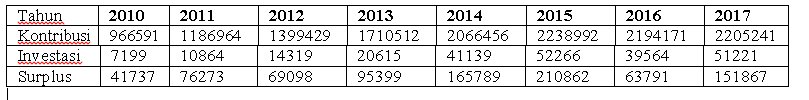 Tahun 2010 2011 2012 2013 2014 2015 2016 2017
Kontribusi 966591 1186964 1399429 1710512 2066456 2238992 2194171 2205241
Investasi 7199 10864 14319 20615 41139 52266 39564 51221
Surplus 41737 76273 69098 95399 165789 210862 63791 151867